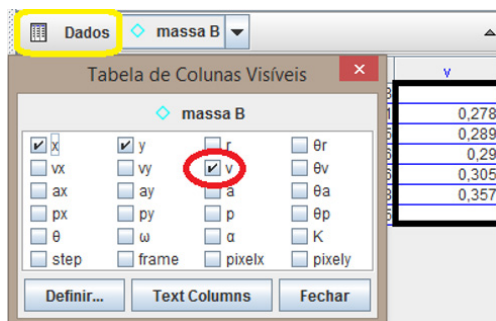 Dados massa B
Tabela de Colunas Visíveis x
massa B
x y r θr
vx vy v θv
ax ay a θa
px py p θp
θ ω α K
step frame pixelx pixely
Definir... Text Columns Fechar
v
0,278
0,289
0,29
0,305
0,357